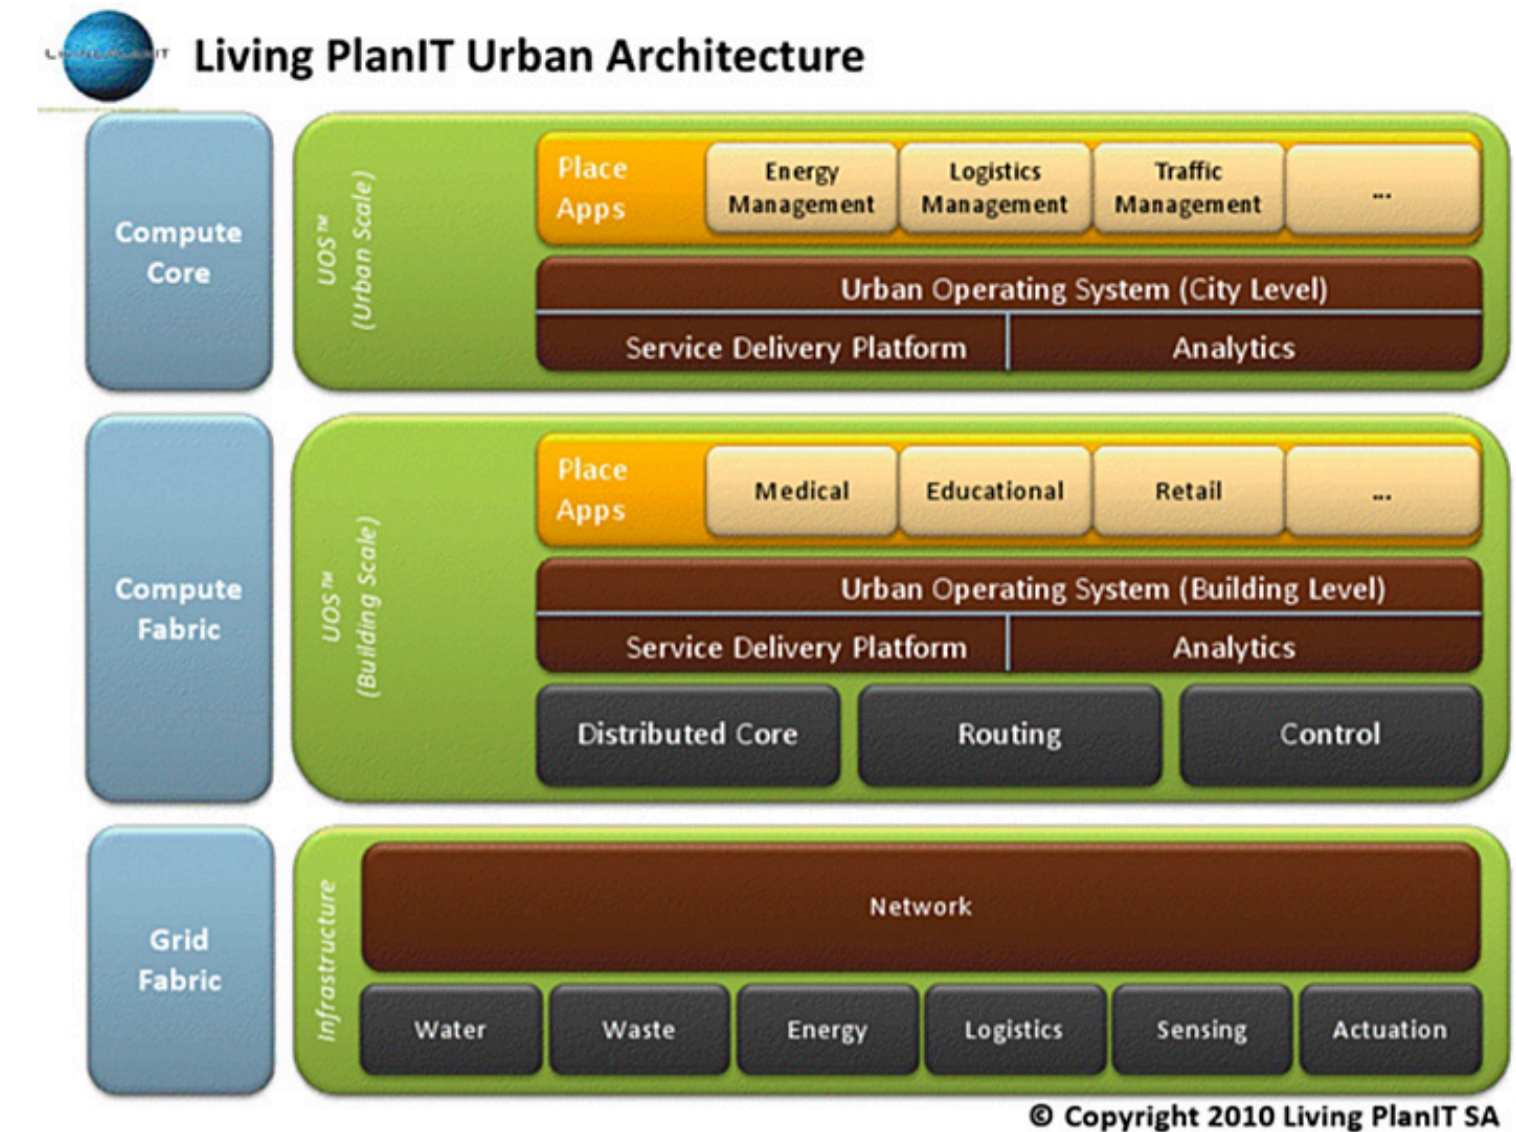 LIVING PLANIT
Living PlanIT Urban Architecture
Compute
Core
UOS™
(Urban Scale)
Place
Apps
Energy
Management
Logistics
Management
Traffic
Management
...
Urban Operating System (City Level)
Service Delivery Platform
Analytics
Compute
Fabric
UOS™
(Building Scale)
Place
Apps
Medical
Educational
Retail
...
Urban Operating System (Building Level)
Service Delivery Platform
Analytics
Distributed Core
Routing
Control
Grid
Fabric
Infrastructure
Network
Water
Waste
Energy
Logistics
Sensing
Actuation
© Copyright 2010 Living PlanIT SA